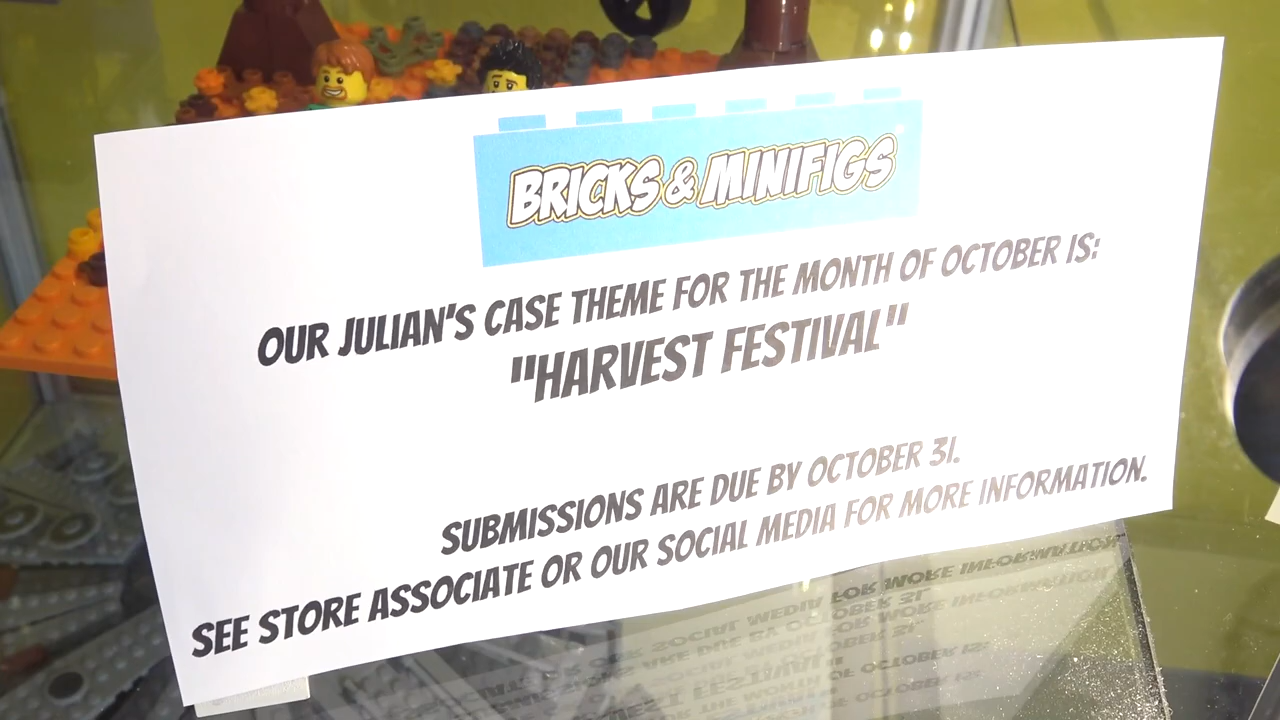 BRICKS & MINIFIGS
OUR JULIAN'S CASE THEME FOR THE MONTH OF OCTOBER IS:
"HARVEST FESTIVAL"
SUBMISSIONS ARE DUE BY OCTOBER 31.
SEE STORE ASSOCIATE OR OUR SOCIAL MEDIA FOR MORE INFORMATION.